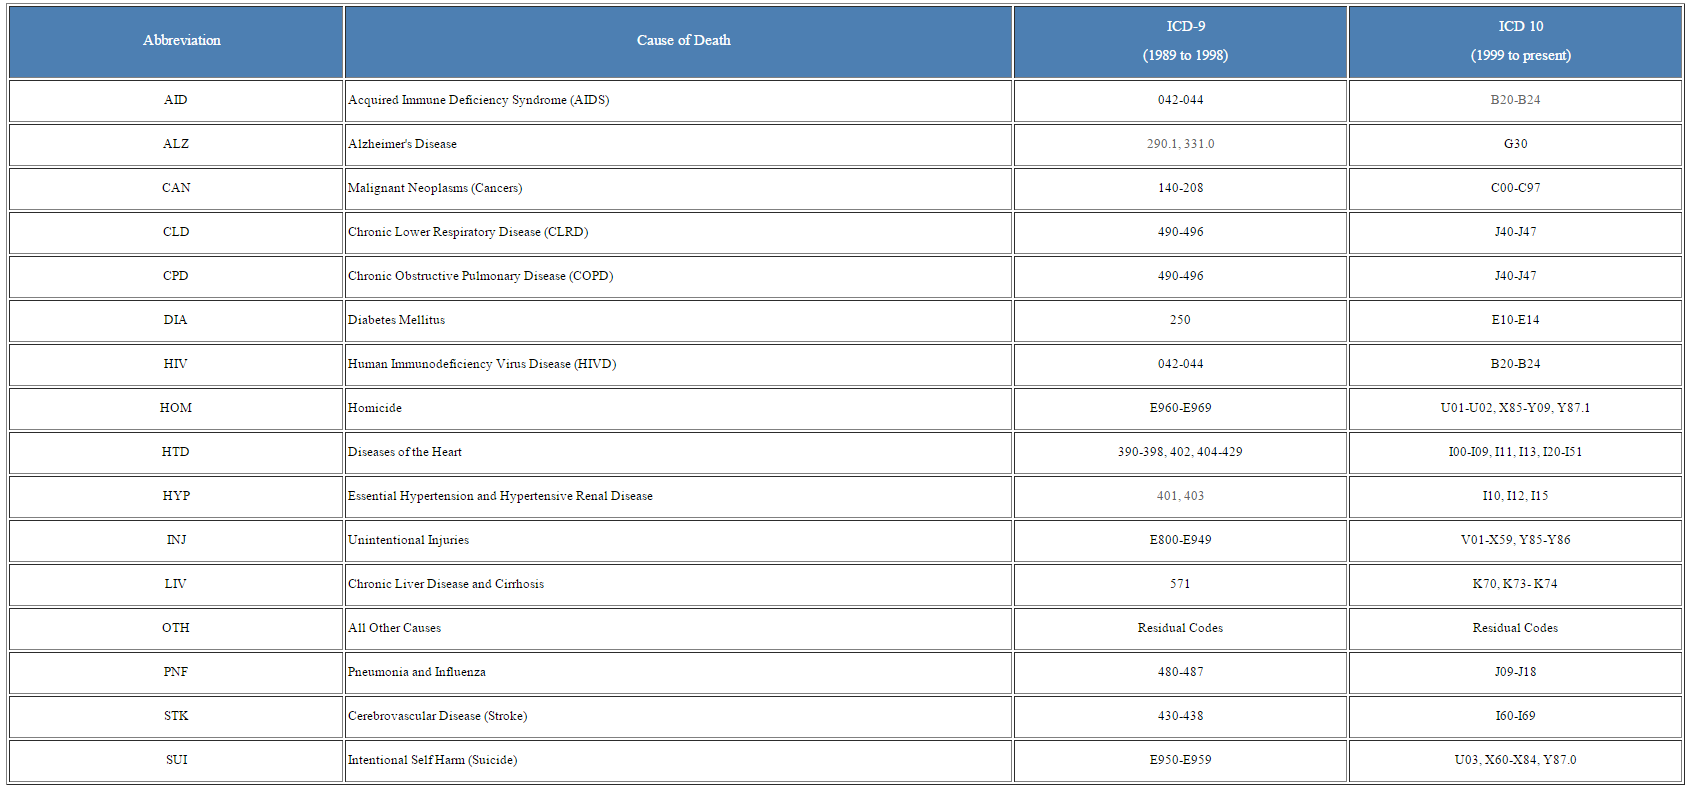 Abbreviation Cause of Death ICD-9 (1989 to 1998) ICD 10 (1999 to present)
AID Acquired Immune Deficiency Syndrome (AIDS) 042-044 B20-B24
ALZ Alzheimer's Disease 290.1, 331.0 G30
CAN Malignant Neoplasms (Cancers) 140-208 C00-C97
CLD Chronic Lower Respiratory Disease (CLRD) 490-496 J40-J47
CPD Chronic Obstructive Pulmonary Disease (COPD) 490-496 J40-J47
DIA Diabetes Mellitus 250 E10-E14
HIV Human Immunodeficiency Virus Disease (HIVD) 042-044 B20-B24
HOM Homicide E960-E969 U01-U02, X85-Y09, Y87.1
HTD Diseases of the Heart 390-398, 402, 404-429 I00-I09, I11, I13, I20-I51
HYP Essential Hypertension and Hypertensive Renal Disease 401, 403 I10, I12, I15
INJ Unintentional Injuries E800-E949 V01-X59, Y85-Y86
LIV Chronic Liver Disease and Cirrhosis 571 K70, K73- K74
OTH All Other Causes Residual Codes Residual Codes
PNF Pneumonia and Influenza 480-487 J09-J18
STK Cerebrovascular Disease (Stroke) 430-438 I60-I69
SUI Intentional Self Harm (Suicide) E950-E959 U03, X60-X84, Y87.0